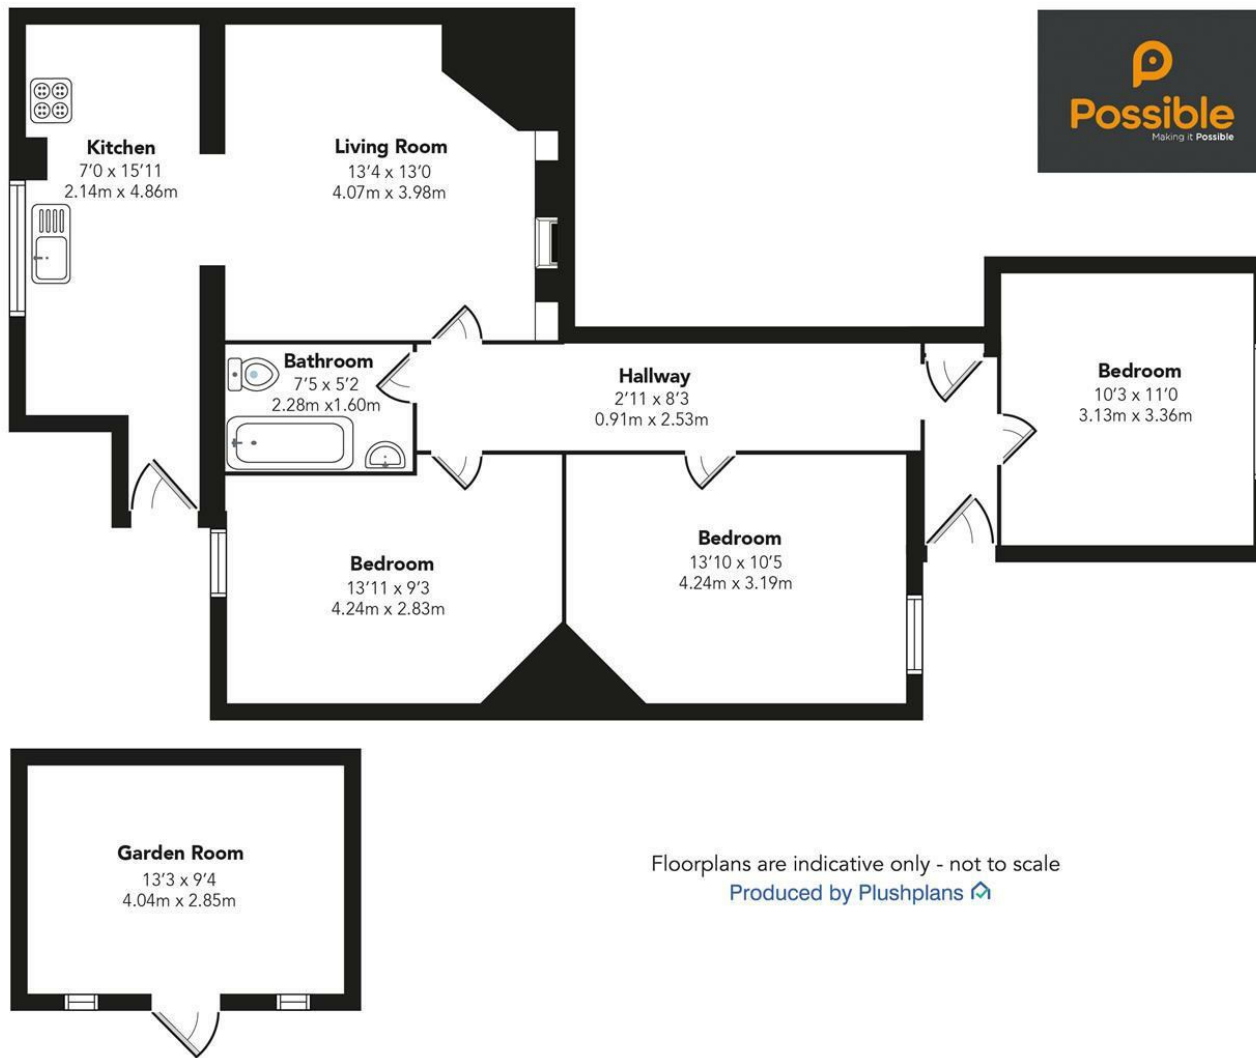 Possible
Making it Possible
Kitchen
7'0 x 15'11
2.14m x 4.86m
Living Room
13'4 x 13'0
4.07m x 3.98m
Bathroom
7'5 x 5'2
2.28m x1.60m
Hallway
2'11 x 8'3
0.91m x 2.53m
Bedroom
10'3 x 11'0
3.13m x 3.36m
Bedroom
13'11 x 9'3
4.24m x 2.83m
Bedroom
13'10 x 10'5
4.24m x 3.19m
Garden Room
13'3 x 9'4
4.04m x 2.85m
Floorplans are indicative only - not to scale
Produced by Plushplans